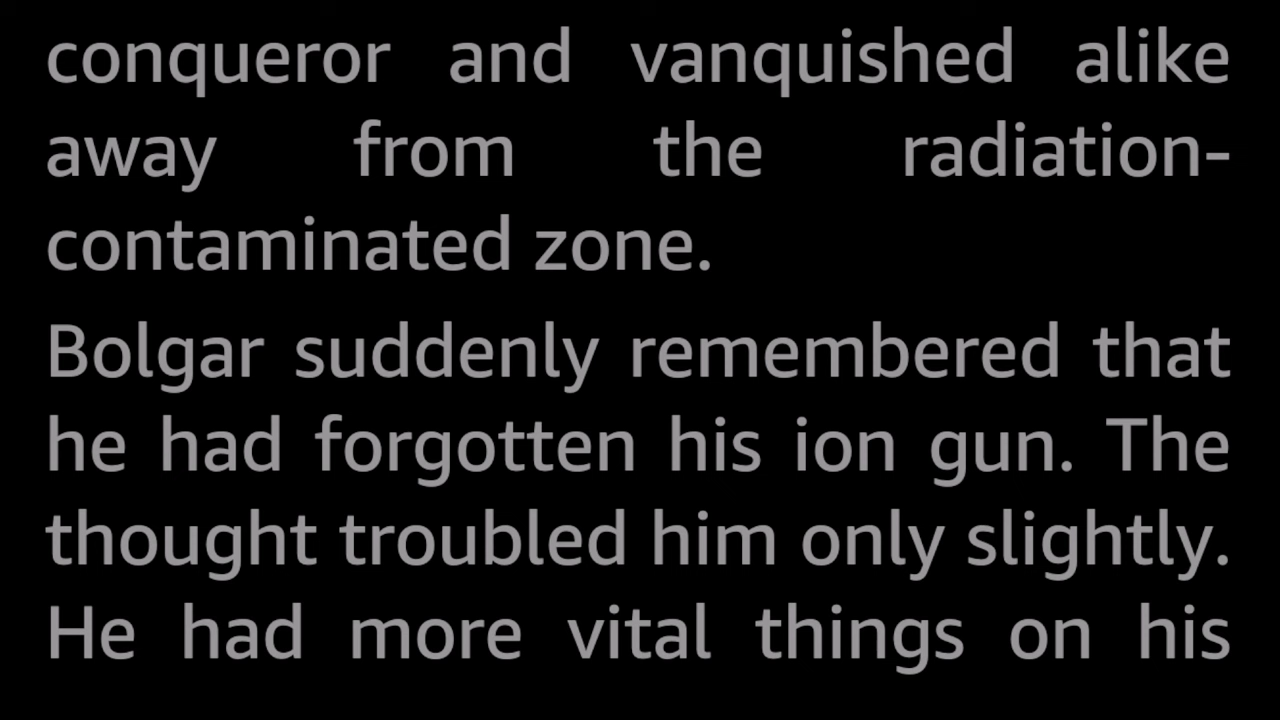 conqueror and vanquished alike
away from the radiation-
contaminated zone.
Bolgar suddenly remembered that
he had forgotten his ion gun. The
thought troubled him only slightly.
He had more vital things on his